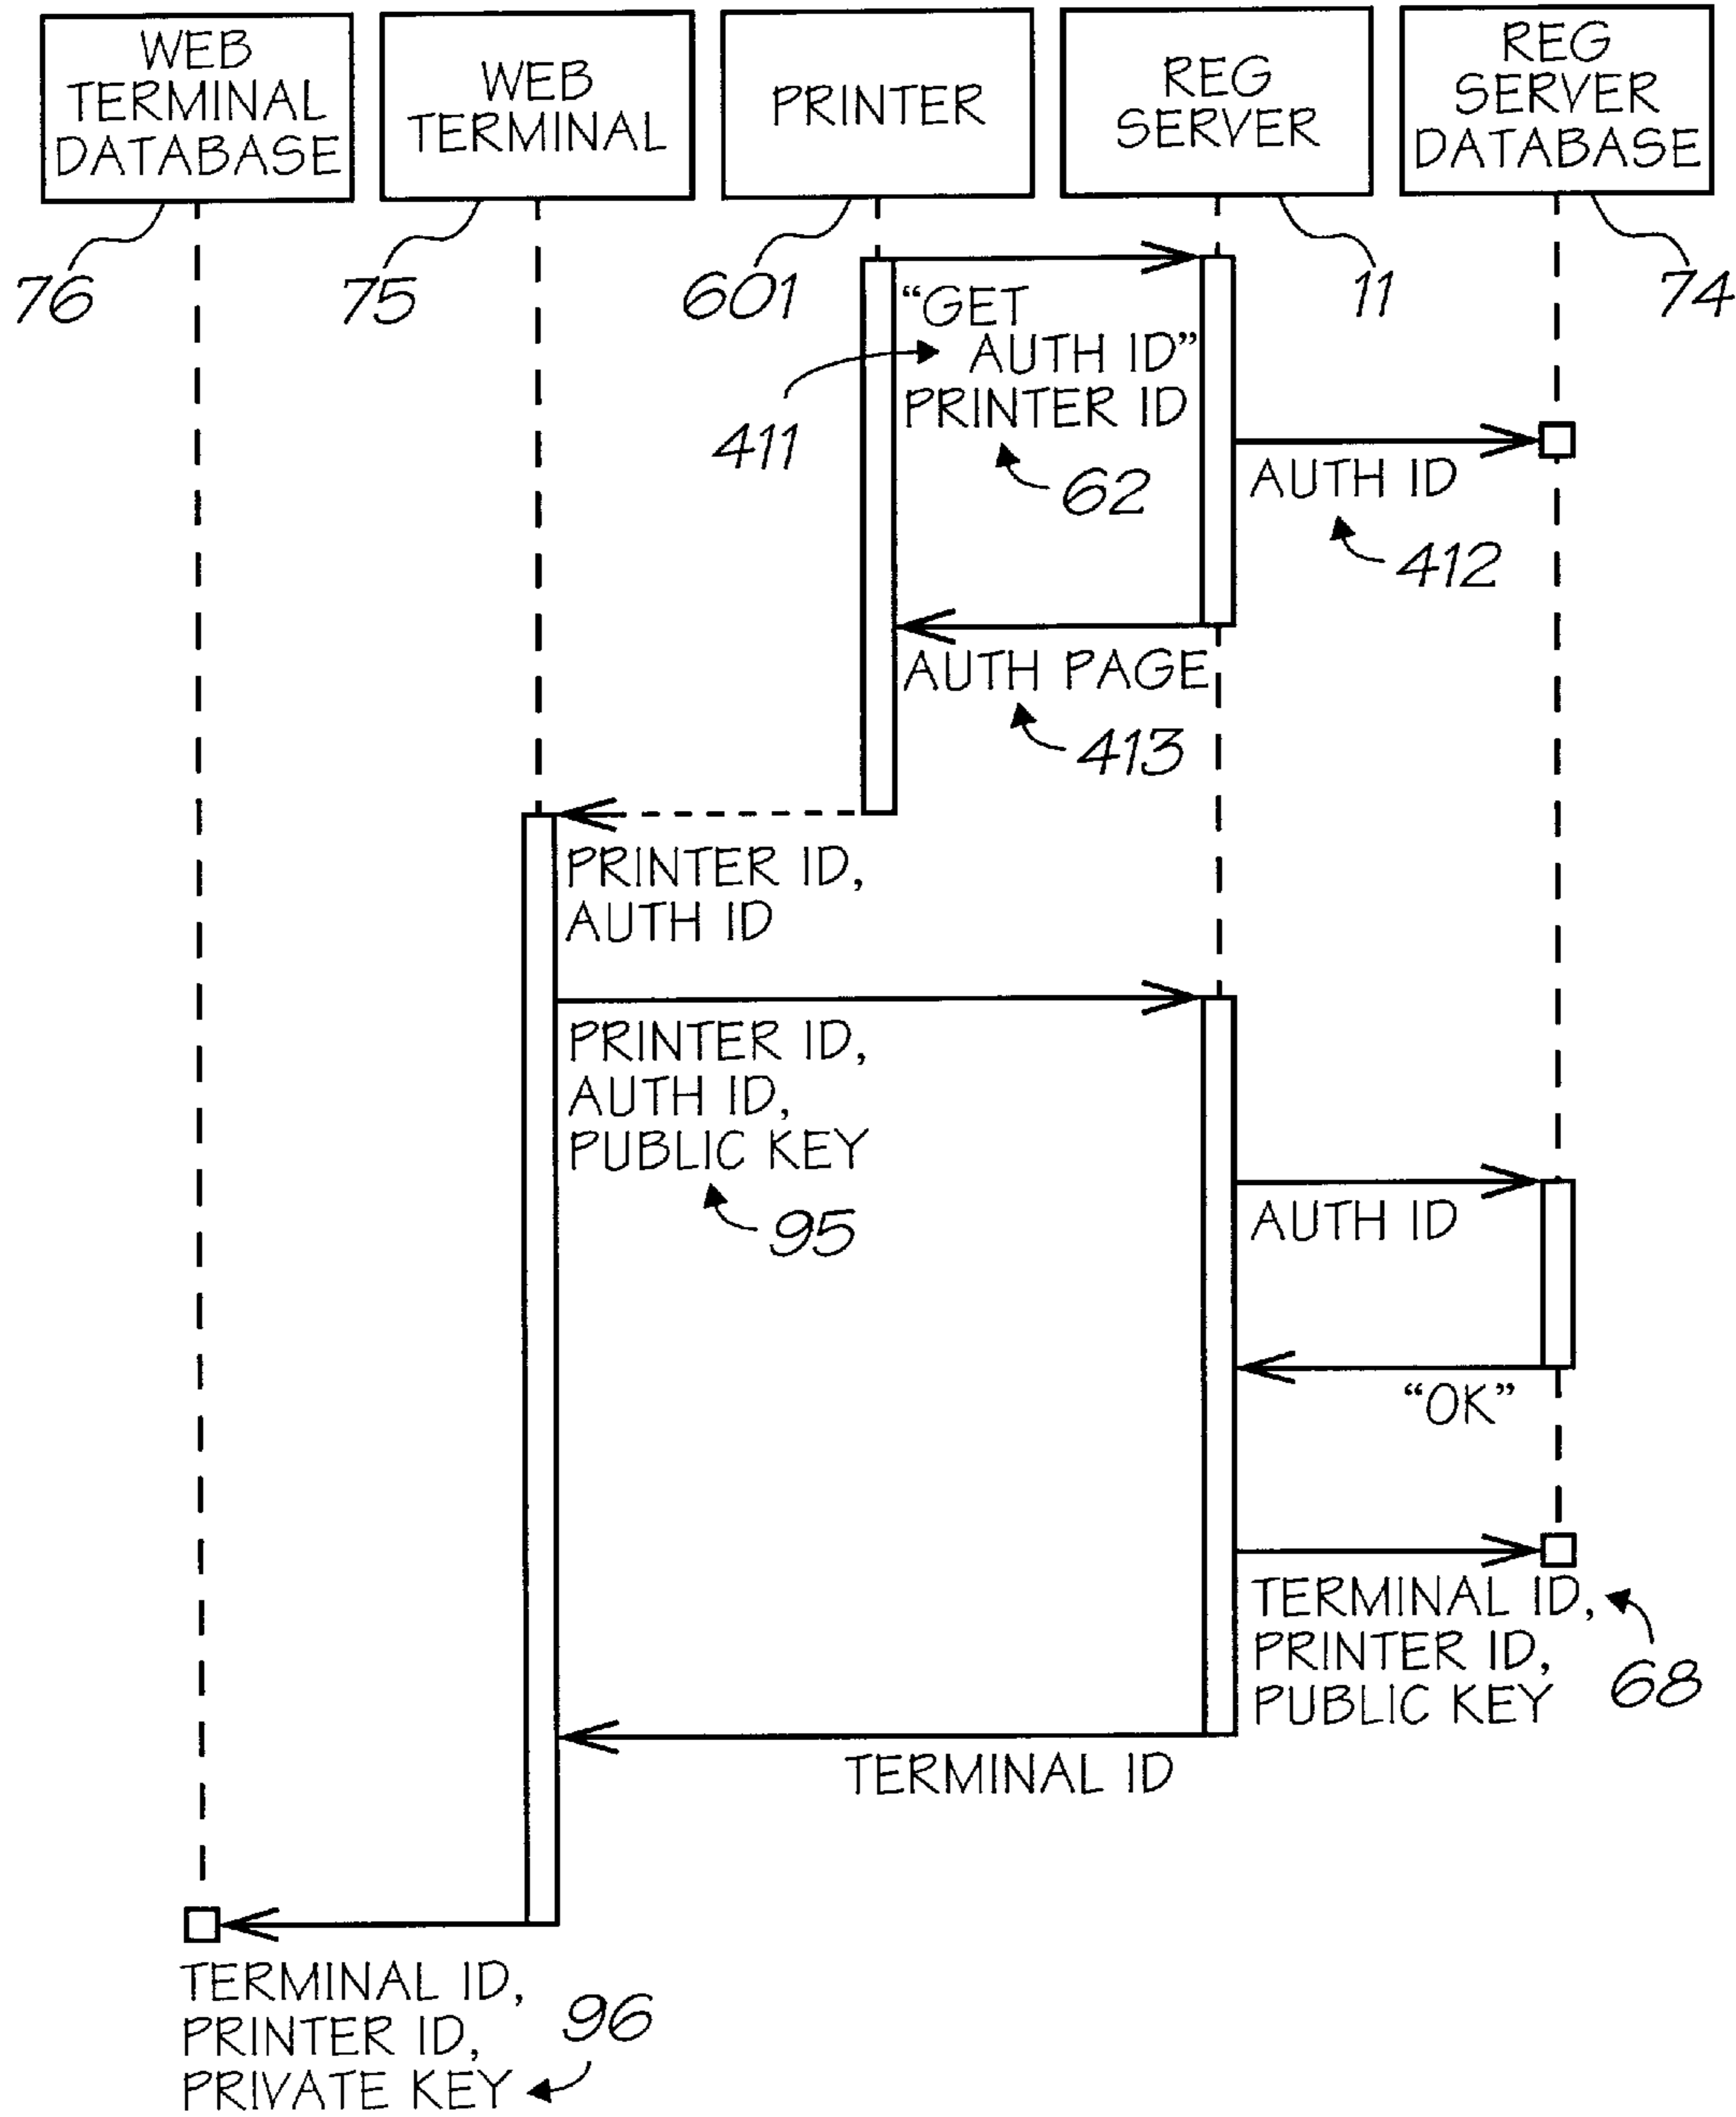 WEB
TERMINAL
DATABASE
WEB
TERMINAL
PRINTER
REG
SERVER
REG
SERVER
DATABASE
76
75
601
11
74
“GET
AUTH ID”
PRINTER ID
411
62
AUTH ID
412
AUTH PAGE
413
PRINTER ID,
AUTH ID
PRINTER ID,
AUTH ID,
PUBLIC KEY
95
AUTH ID
“OK”
TERMINAL ID,
PRINTER ID,
PUBLIC KEY
68
TERMINAL ID
TERMINAL ID,
PRINTER ID,
PRIVATE KEY
96